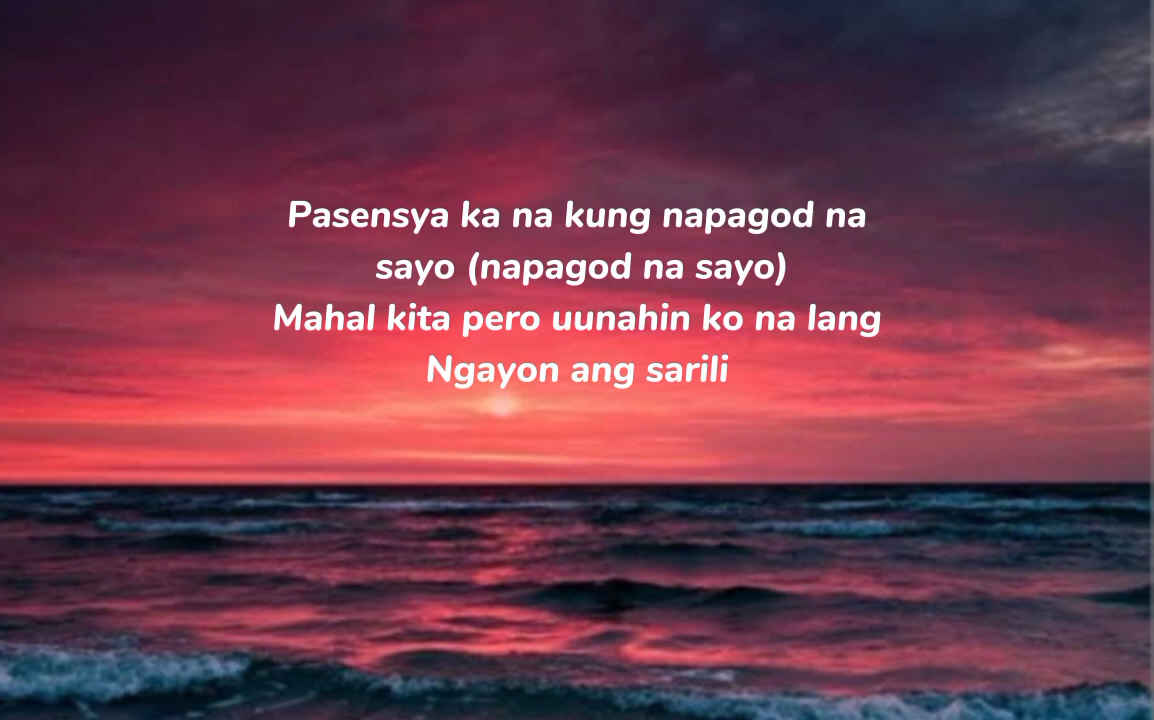 Pasensya ka na kung napagod na
sayo (napagod na sayo)
Mahal kita pero uunahin ko na lang
Ngayon ang sarili